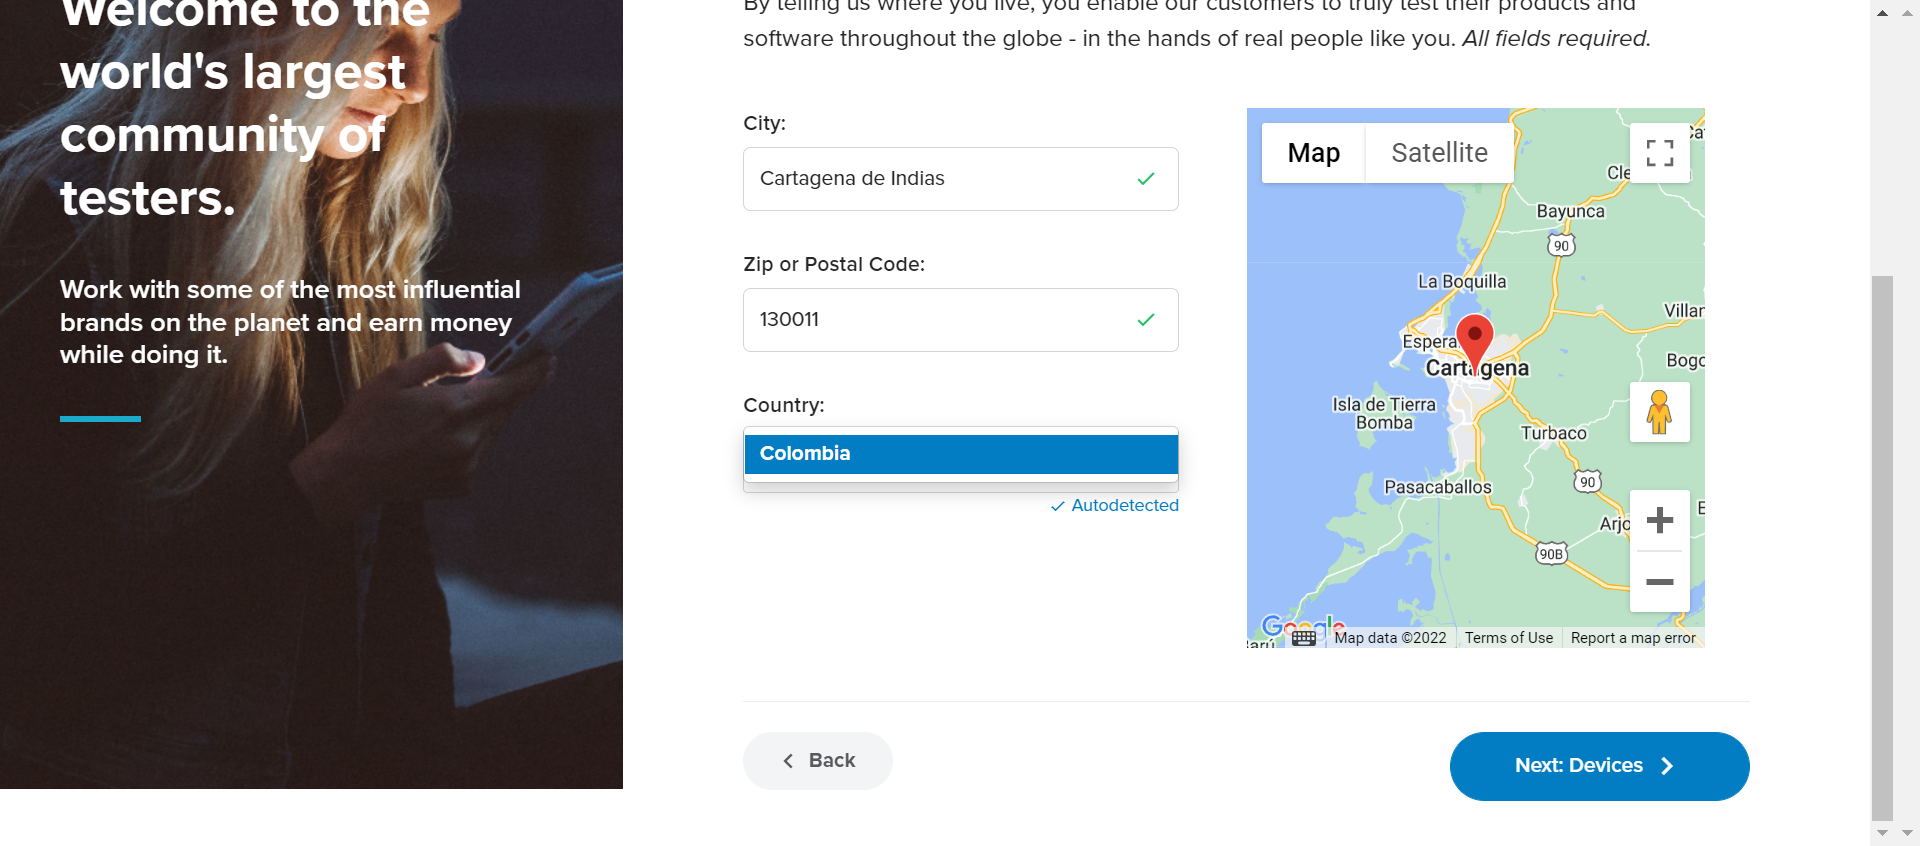 Welcome to the
world's largest
community of
testers.
Work with some of the most influential
brands on the planet and earn money
while doing it.
By telling us where you live, you enable our customers to truly test their products and
software throughout the globe - in the hands of real people like you. All fields required.
City:
Cartagena de Indias
Zip or Postal Code:
130011
Country:
Colombia
Autodetected
Map
Satellite
Bayunca
90
La Boquilla
Cartagena
Isla de Tierra
Bomba
Turbaco
90
Pasacaballos
90B
Google
Map data ©2022
Terms of Use
Report a map error
Back
Next: Devices